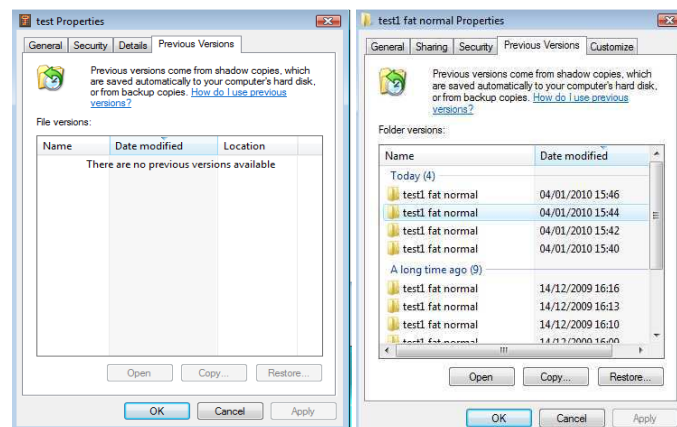 test Properties
General Security Details Previous Versions
Previous versions come from shadow copies, which
are saved automatically to your computer's hard disk,
or from backup copies. How do I use previous
versions?
File versions:
Name Date modified Location
There are no previous versions available
Open Copy... Restore...
OK Cancel Apply
test1 fat normal Properties
General Sharing Security Previous Versions Customize
Previous versions come from shadow copies, which
are saved automatically to your computer's hard disk,
or from backup copies. How do I use previous
versions?
Folder versions:
Name Date modified
Today (4)
test1 fat normal 04/01/2010 15:46
test1 fat normal 04/01/2010 15:44
test1 fat normal 04/01/2010 15:42
test1 fat normal 04/01/2010 15:40
A long time ago (9)
test1 fat normal 14/12/2009 16:16
test1 fat normal 14/12/2009 16:13
test1 fat normal 14/12/2009 16:10
test1 fat normal 14/12/2009 16:09
Open Copy... Restore...
OK Cancel Apply